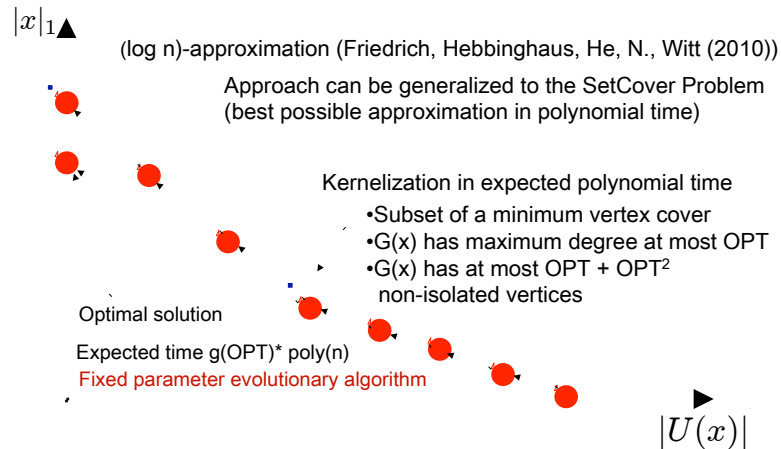 |x|₁
(log n)-approximation (Friedrich, Hebbinghaus, He, N., Witt (2010))
Approach can be generalized to the SetCover Problem
(best possible approximation in polynomial time)
Kernelization in expected polynomial time
•Subset of a minimum vertex cover
•G(x) has maximum degree at most OPT
•G(x) has at most OPT + OPT²
non-isolated vertices
Optimal solution
Expected time g(OPT)* poly(n)
Fixed parameter evolutionary algorithm
|U(x)|